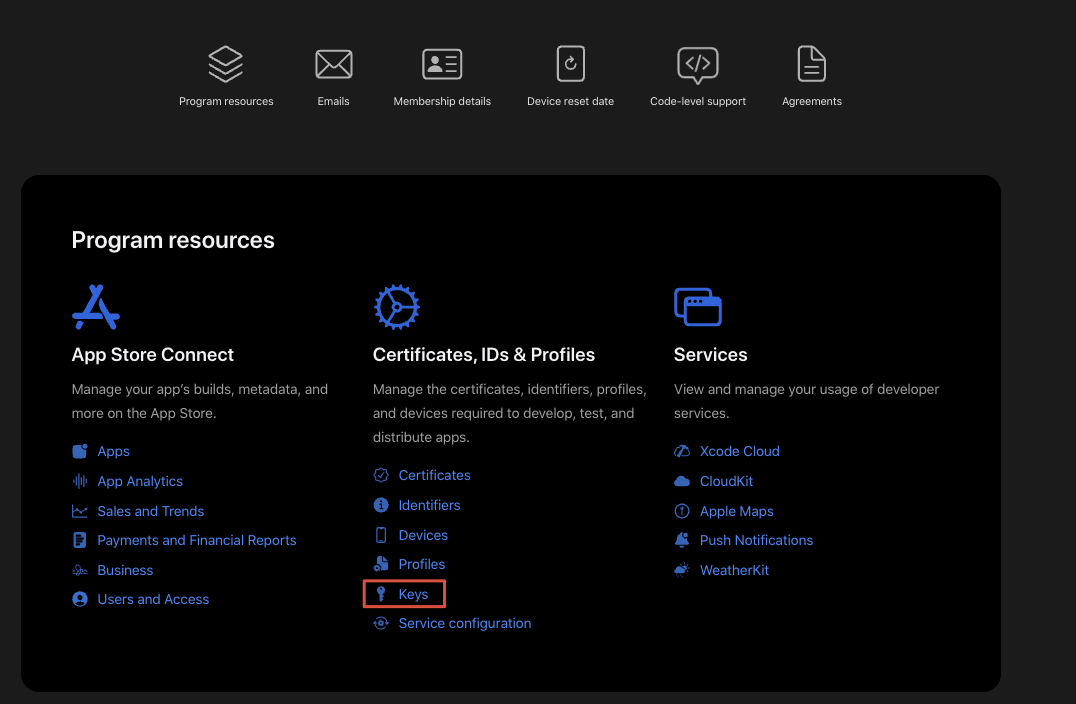 Program resources
Emails
Membership details
Device reset date
Code-level support
Agreements
Program resources
App Store Connect
Manage your app's builds, metadata, and
more on the App Store.
Apps
App Analytics
Sales and Trends
Payments and Financial Reports
Business
Users and Access
Certificates, IDs & Profiles
Manage the certificates, identifiers, profiles,
and devices required to develop, test, and
distribute apps.
Certificates
Identifiers
Devices
Profiles
Keys
Service configuration
Services
View and manage your usage of developer
services.
Xcode Cloud
CloudKit
Apple Maps
Push Notifications
WeatherKit